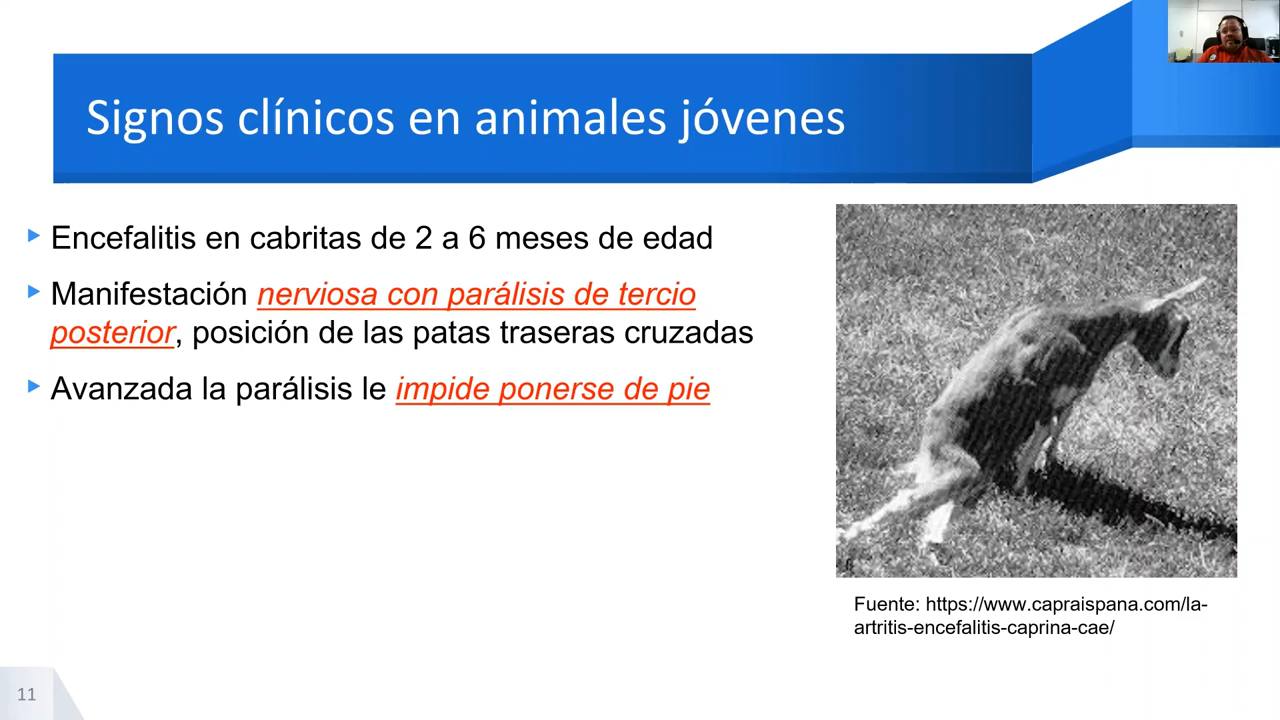 Signos clínicos en animales jóvenes
Encefalitis en cabritas de 2 a 6 meses de edad
Manifestación nerviosa con parálisis de tercio
posterior, posición de las patas traseras cruzadas
Avanzada la parálisis le impide ponerse de pie
Fuente: https://www.capraispana.com/la-
artritis-encefalitis-caprina-cae/
11